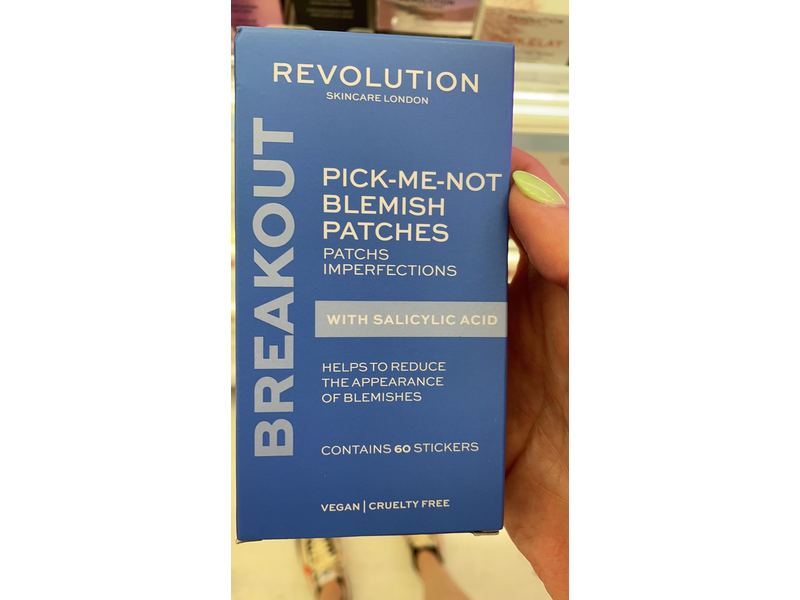 REVOLUTION
SKINCARE LONDON
BREAKOUT
PICK-ME-NOT
BLEMISH
PATCHES
PATCHS
IMPERFECTIONS
WITH SALICYLIC ACID
HELPS TO REDUCE
THE APPEARANCE
OF BLEMISHES
CONTAINS 60 STICKERS
VEGAN | CRUELTY FREE